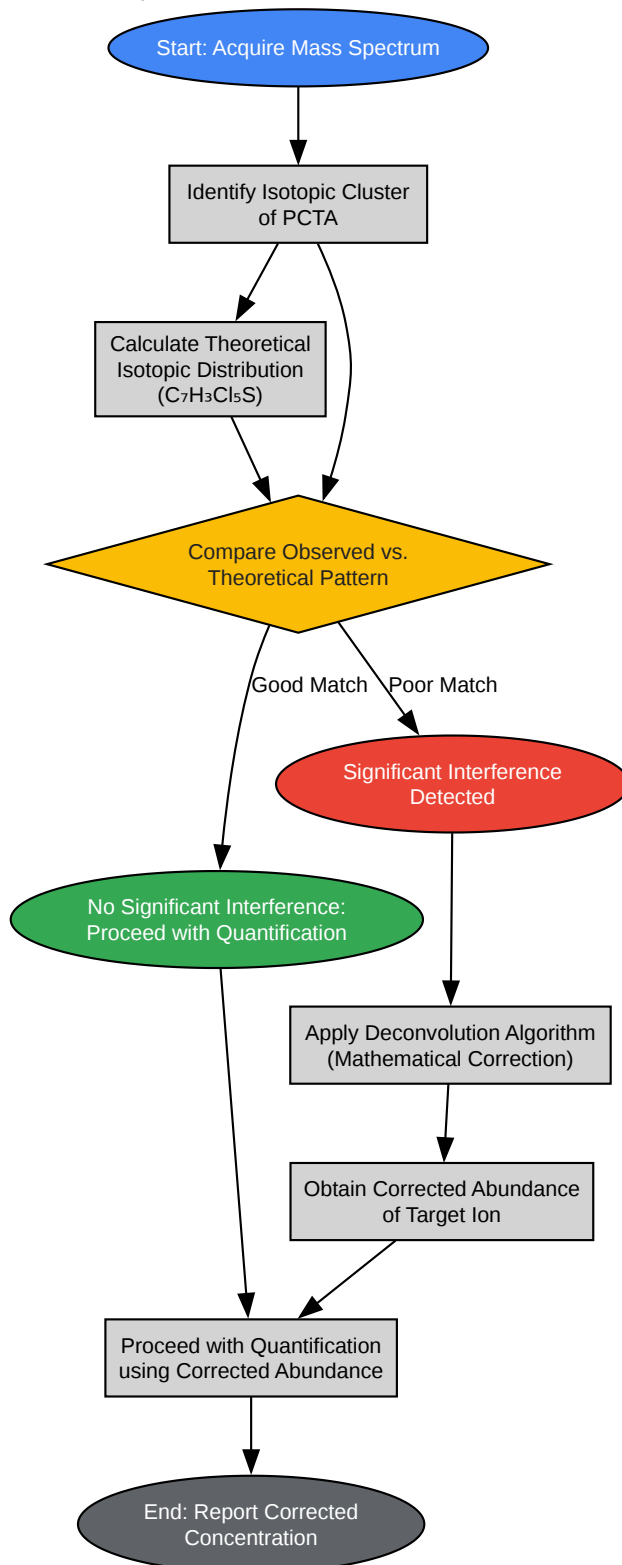 Start: Acquire Mass Spectrum
Identify Isotopic Cluster
of PCTA
Calculate Theoretical
Isotopic Distribution
(C₇H₃Cl₅S)
Compare Observed vs.
Theoretical Pattern
Good Match
Poor Match
Significant Interference
Detected
No Significant Interference:
Proceed with Quantification
Apply Deconvolution Algorithm
(Mathematical Correction)
Obtain Corrected Abundance
of Target Ion
Proceed with Quantification
using Corrected Abundance
End: Report Corrected
Concentration